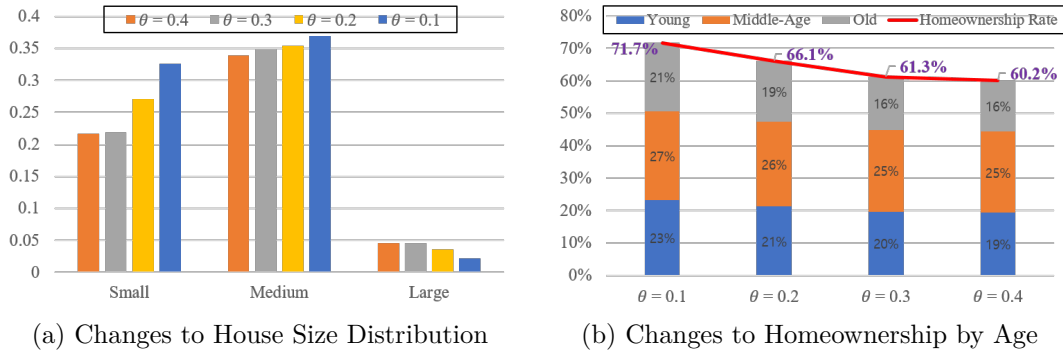 θ = 0.4 θ = 0.3 θ = 0.2 θ = 0.1
0.4
0.35
0.3
0.25
0.2
0.15
0.1
0.05
0
Small Medium Large
(a) Changes to House Size Distribution
Young Middle-Age Old Homeownership Rate
80%
70%
60%
50%
40%
30%
20%
10%
0%
71.7% 66.1% 61.3% 60.2%
21% 19% 16% 16%
27% 26% 25% 25%
23% 21% 20% 19%
θ = 0.1 θ = 0.2 θ = 0.3 θ = 0.4
(b) Changes to Homeownership by Age